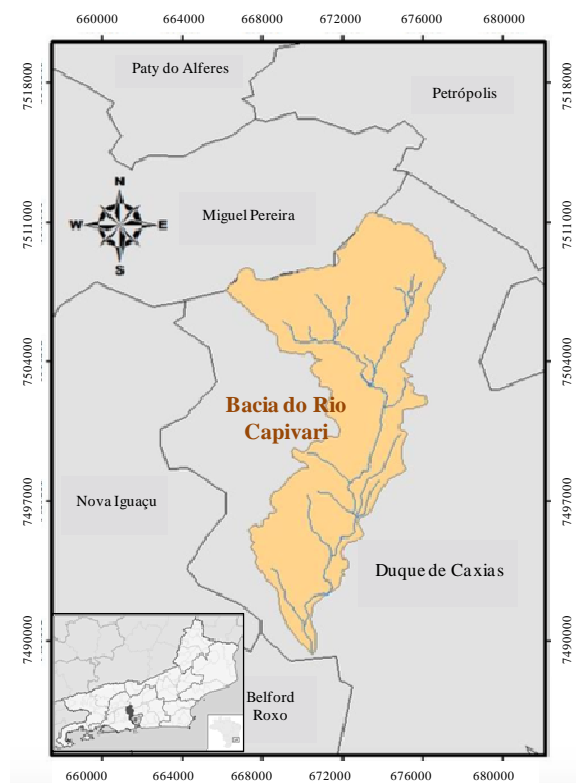 660000 664000 668000 672000 676000 680000
7518000
7518000
Paty do Alferes
Petrópolis
N
W E
S
Miguel Pereira
7511000
7511000
7504000
7504000
Bacia do Rio
Capivari
7497000
7497000
Nova Iguaçu
Duque de Caxias
7490000
7490000
Belford
Roxo
660000 664000 668000 672000 676000 680000